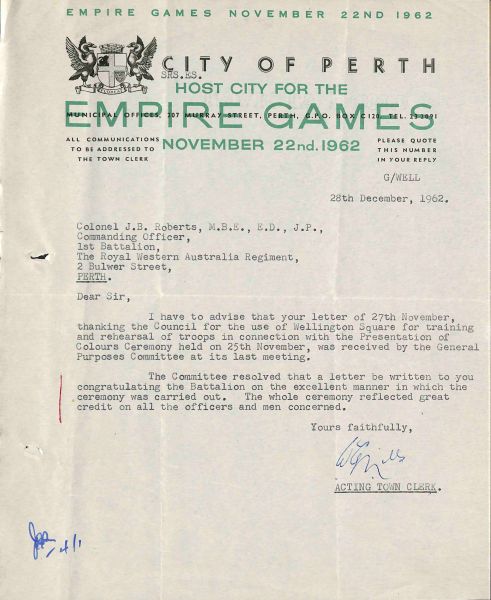 EMPIRE GAMES NOVEMBER 22ND 1962
CITY OF PERTH
SRS.ES.
HOST CITY FOR THE
EMPIRE GAMES
MUNICIPAL OFFICES, 207 MURRAY STREET, PERTH, G.P.O. BOX C120, TEL. 23 2091
ALL COMMUNICATIONS
TO BE ADDRESSED TO
THE TOWN CLERK
NOVEMBER 22nd.1962
PLEASE QUOTE
THIS NUMBER
IN YOUR REPLY
G/WELL
28th December, 1962.
Colonel J.B. Roberts, M.B.E., E.D., J.P.,
Commanding Officer,
1st Battalion,
The Royal Western Australia Regiment,
2 Bulwer Street,
PERTH.
Dear Sir,
I have to advise that your letter of 27th November,
thanking the Council for the use of Wellington Square for training
and rehearsal of troops in connection with the Presentation of
Colours Ceremony held on 25th November, was received by the General
Purposes Committee at its last meeting.
The Committee resolved that a letter be written to you
congratulating the Battalion on the excellent manner in which the
ceremony was carried out. The whole ceremony reflected great
credit on all the officers and men concerned.
Yours faithfully,
ACTING TOWN CLERK.